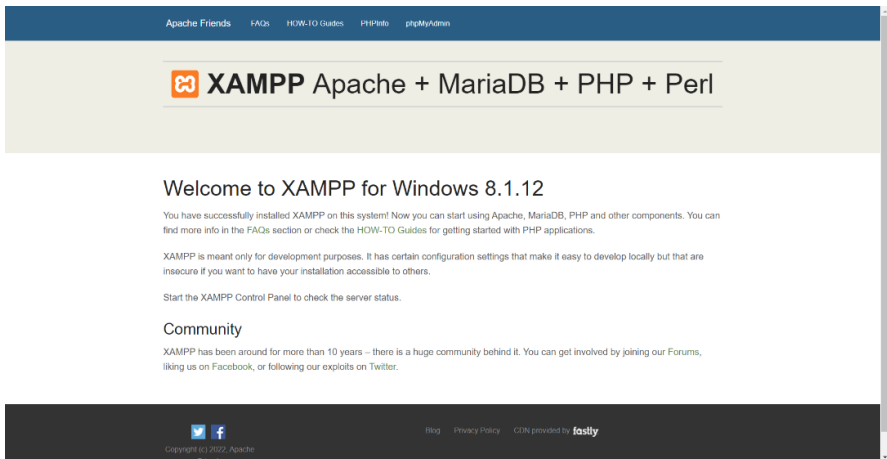 Apache Friends FAQs HOW-TO Guides PHPInfo phpMyAdmin
XAMPP Apache + MariaDB + PHP + Perl
Welcome to XAMPP for Windows 8.1.12
You have successfully installed XAMPP on this system! Now you can start using Apache, MariaDB, PHP and other components. You can
find more info in the FAQs section or check the HOW-TO Guides for getting started with PHP applications.
XAMPP is meant only for development purposes. It has certain configuration settings that make it easy to develop locally but that are
insecure if you want to have your installation accessible to others.
Start the XAMPP Control Panel to check the server status.
Community
XAMPP has been around for more than 10 years – there is a huge community behind it. You can get involved by joining our Forums,
liking us on Facebook, or following our exploits on Twitter.
Blog Privacy Policy CDN provided by fastly
Copyright (c) 2022, Apache